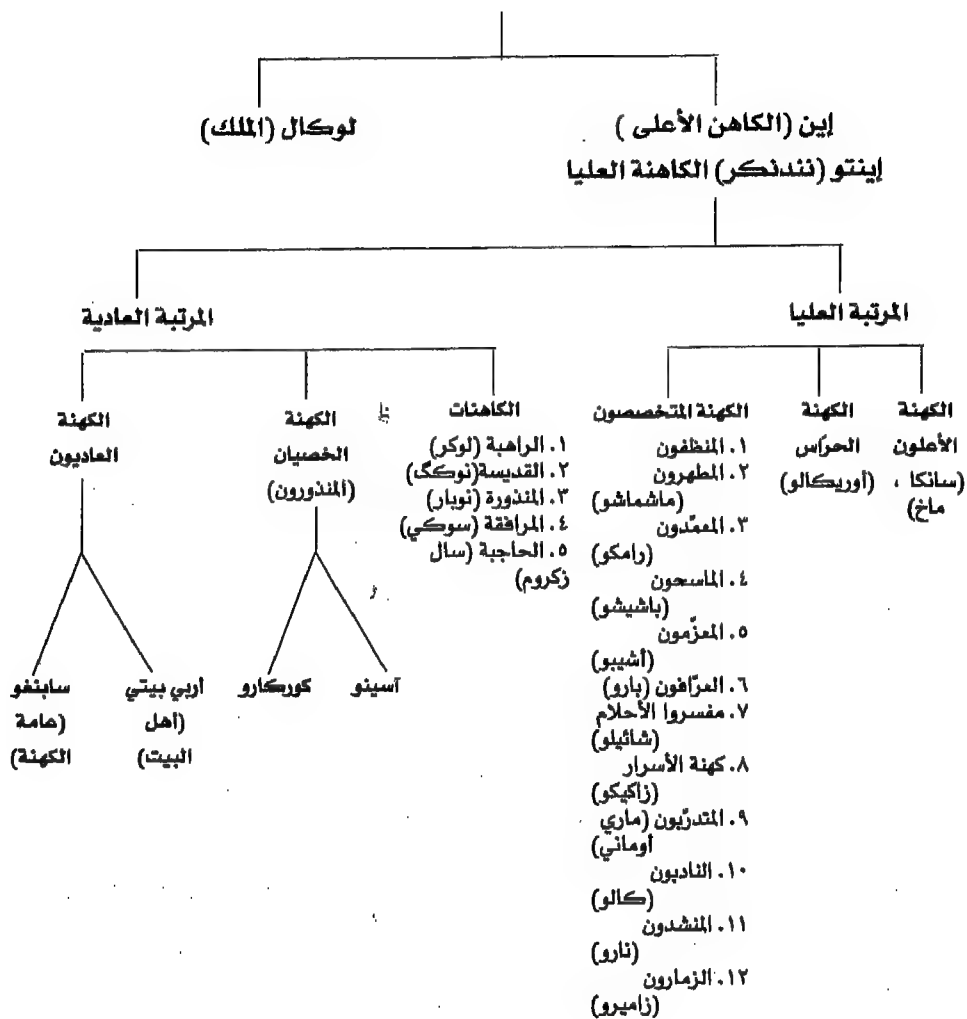 إين (الكاهن الأعلى )
إينتو (نندنكر) الكاهنة العليا
لوكال (الملك)
المرتبة العليا
المرتبة العادية
الكهنة
الأعلون
(سانكا ،
ماخ)
الكهنة
الحراس
(أوريكالو)
الكهنة المتخصصون
١. المنظفون
٢. المطهرون
(ماشماشو)
٣. المعمّدون
(رامكو)
٤. الماسحون
(باشيشو)
٥. المعزّمون
(أشيبو)
٦. العرّافون (بارو)
٧. مفسروا الأحلام
(شائيلو)
٨. كهنة الأسرار
(زاكيكو)
٩. المتدرّبون (ماري
أوماني)
١٠. النادبون
(كالو)
١١. المنشدون
(نارو)
١٢. الزمارون
(زاميرو)
الكاهنات
١. الراهبة (لوكر)
٢. القديسة (نوكگ)
٣. المنذورة (نوبار)
٤. المرافقة (سوكي)
٥. الحاجبة (سال
زكروم)
الكهنة
الخصيان
(المنذورون)
آسينو
كوركارو
الكهنة
العاديون
أربي بيتي
(أهل
البيت)
سابنغو
(عامة
الكهنة)